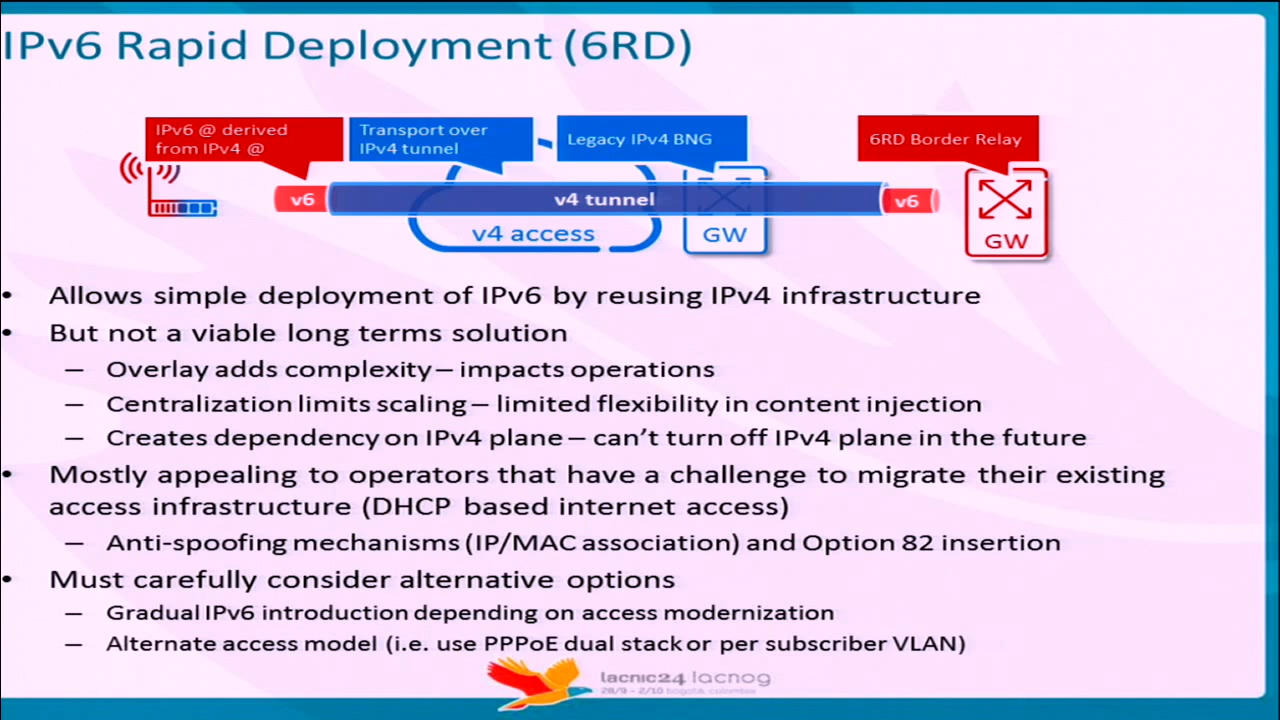 IPv6 Rapid Deployment (6RD)
IPv6 @ derived
from IPv4 @
Transport over
IPv4 tunnel
Legacy IPv4 BNG
6RD Border Relay
v6
v4 tunnel
v6
v4 access
GW
GW
• Allows simple deployment of IPv6 by reusing IPv4 infrastructure
• But not a viable long terms solution
– Overlay adds complexity – impacts operations
– Centralization limits scaling – limited flexibility in content injection
– Creates dependency on IPv4 plane – can't turn off IPv4 plane in the future
• Mostly appealing to operators that have a challenge to migrate their existing
access infrastructure (DHCP based internet access)
– Anti-spoofing mechanisms (IP/MAC association) and Option 82 insertion
• Must carefully consider alternative options
– Gradual IPv6 introduction depending on access modernization
– Alternate access model (i.e. use PPPoE dual stack or per subscriber VLAN)
lacnic24 lacnog
28/9 - 2/10 bogotá, colombia